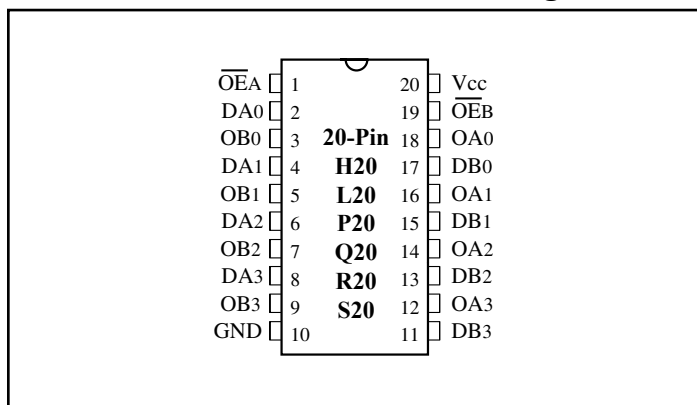 OEA 1 20 Vcc
DA0 2 19 OEB
OB0 3 20-Pin 18 OA0
DA1 4 H20 17 DB0
OB1 5 L20 16 OA1
DA2 6 P20 15 DB1
OB2 7 Q20 14 OA2
DA3 8 R20 13 DB2
OB3 9 S20 12 OA3
GND 10 11 DB3